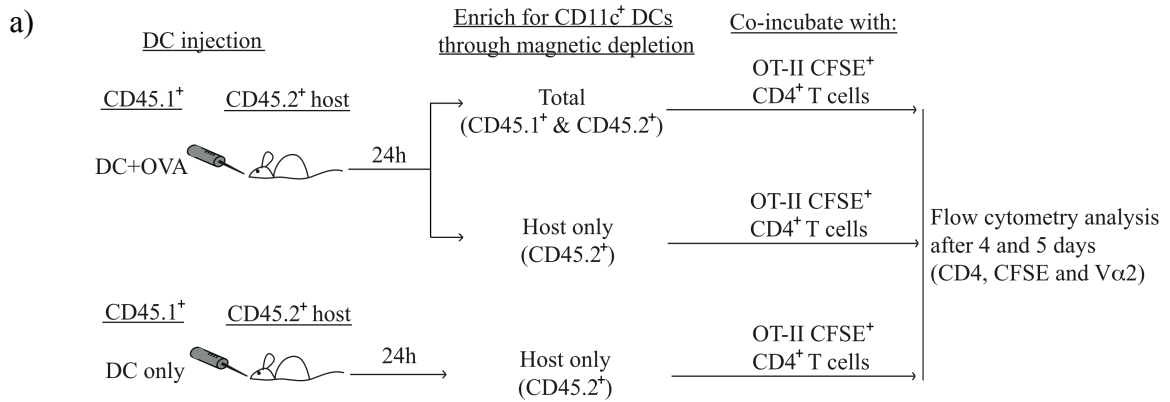 a)
DC injection
Enrich for CD11c⁺ DCs
through magnetic depletion
Co-incubate with:
CD45.1⁺
CD45.2⁺ host
DC+OVA
24h
Total
(CD45.1⁺ & CD45.2⁺)
OT-II CFSE⁺
CD4⁺ T cells
Host only
(CD45.2⁺)
OT-II CFSE⁺
CD4⁺ T cells
Flow cytometry analysis
after 4 and 5 days
(CD4, CFSE and Vα2)
CD45.1⁺
CD45.2⁺ host
DC only
24h
Host only
(CD45.2⁺)
OT-II CFSE⁺
CD4⁺ T cells